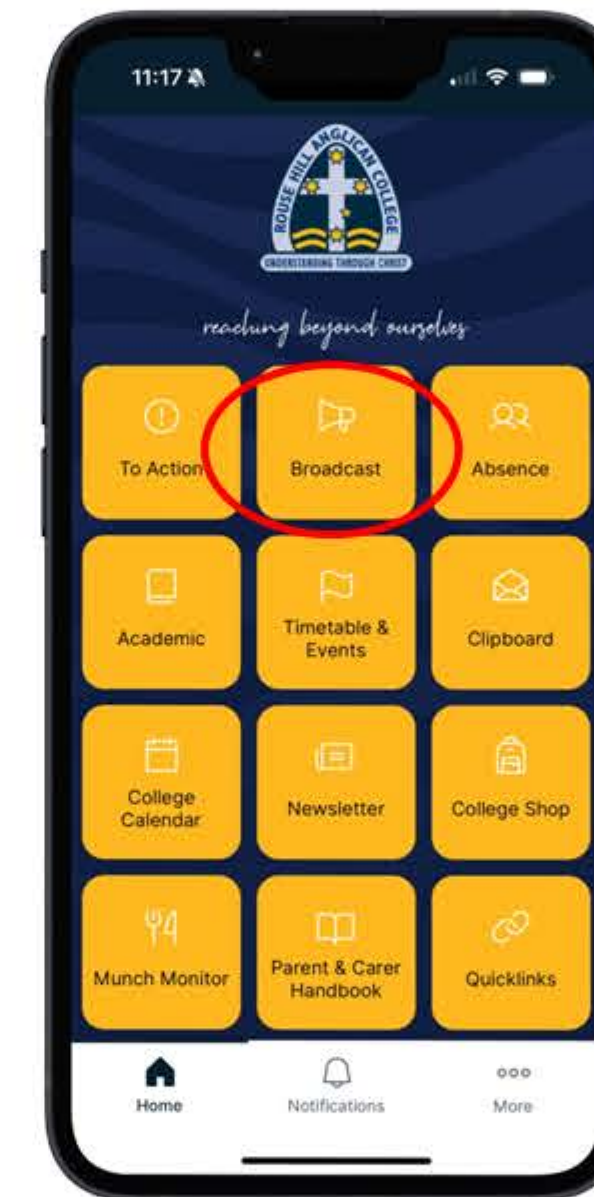 11:17
ROUSE HILL ANGLICAN COLLEGE
UNDERSTANDING THROUGH CHRIST
reaching beyond ourselves
To Action
Broadcast
Absence
Academic
Timetable &
Events
Clipboard
College
Calendar
Newsletter
College Shop
Munch Monitor
Parent & Carer
Handbook
Quicklinks
Home
Notifications
More